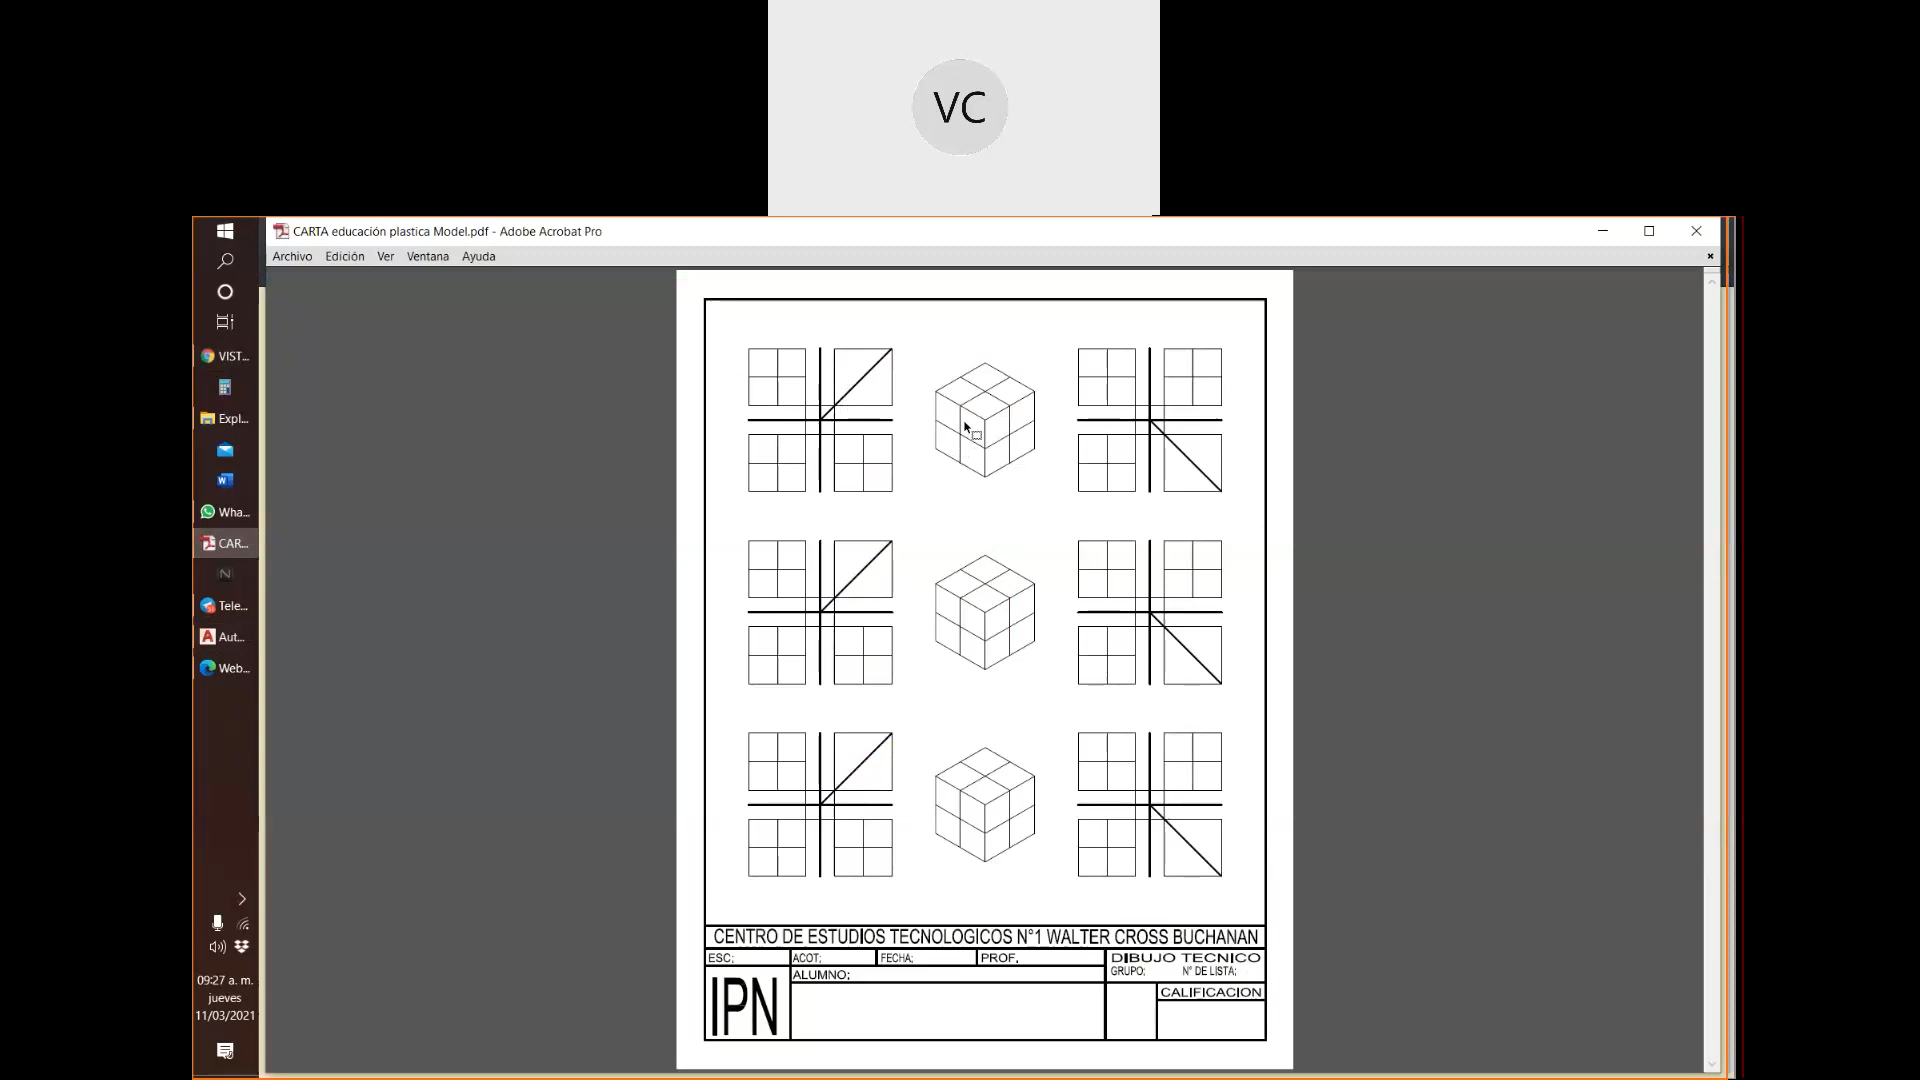 VC
CARTA educación plastica Model.pdf - Adobe Acrobat Pro
Archivo Edición Ver Ventana Ayuda
VIST...
Expl...
Wha...
CAR...
Tele...
Aut...
Web...
09:27 a. m.
jueves
11/03/2021
CENTRO DE ESTUDIOS TECNOLOGICOS N°1 WALTER CROSS BUCHANAN
ESC; ACOT; FECHA; PROF. DIBUJO TECNICO
GRUPO; N° DE LISTA;
ALUMNO;
CALIFICACION
IPN